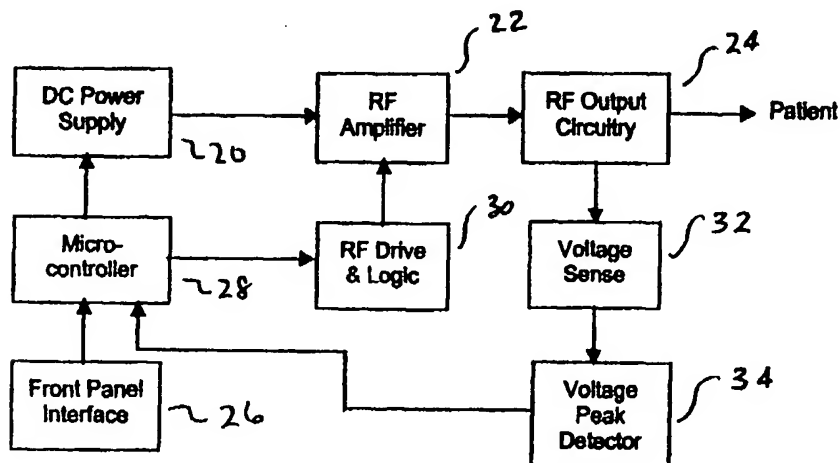 22
24
DC Power
Supply
20
RF
Amplifier
RF Output
Circuitry
Patient
Micro-
controller
28
RF Drive
& Logic
30
Voltage
Sense
32
Front Panel
Interface
26
Voltage
Peak
Detector
34